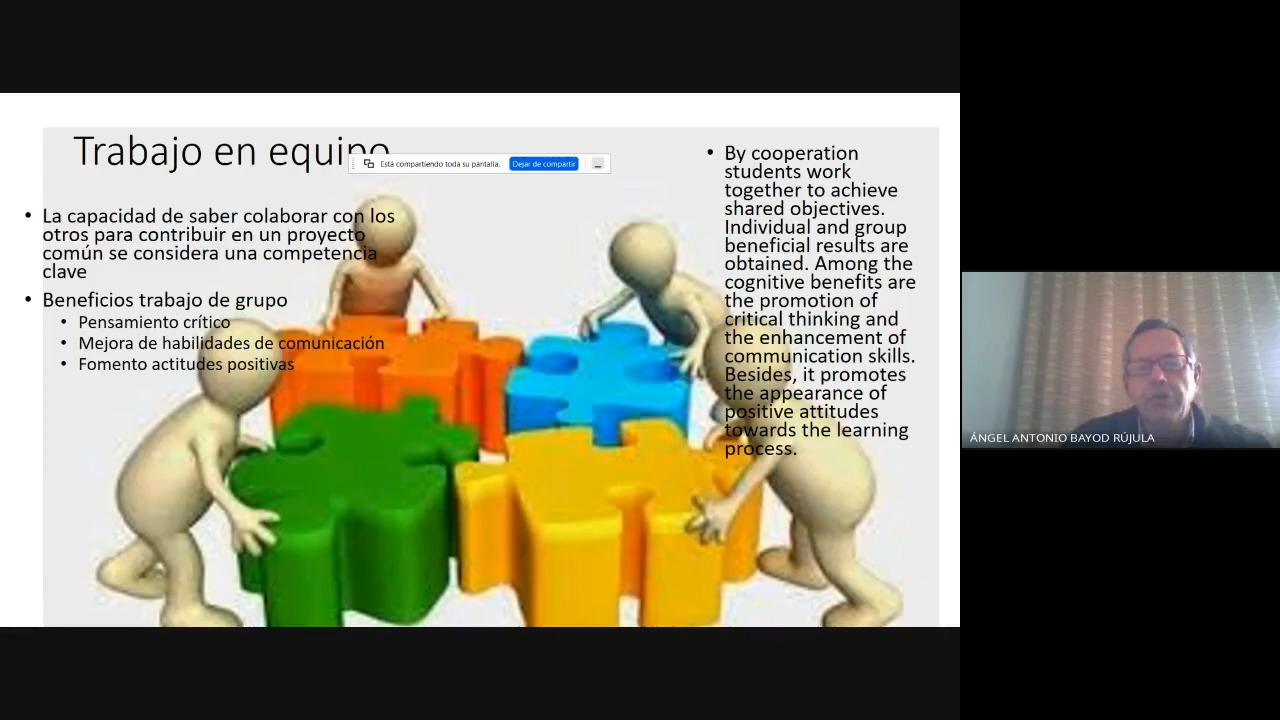 Trabajo en equipo
Está compartiendo toda su pantalla.
Dejar de compartir
• La capacidad de saber colaborar con los
otros para contribuir en un proyecto
común se considera una competencia
clave
• Beneficios trabajo de grupo
• Pensamiento crítico
• Mejora de habilidades de comunicación
• Fomento actitudes positivas
• By cooperation
students work
together to achieve
shared objectives.
Individual and group
beneficial results are
obtained. Among the
cognitive benefits are
the promotion of
critical thinking and
the enhancement of
communication skills.
Besides, it promotes
the appearance of
positive attitudes
towards the learning
process.
ÁNGEL ANTONIO BAYOD RÚJULA